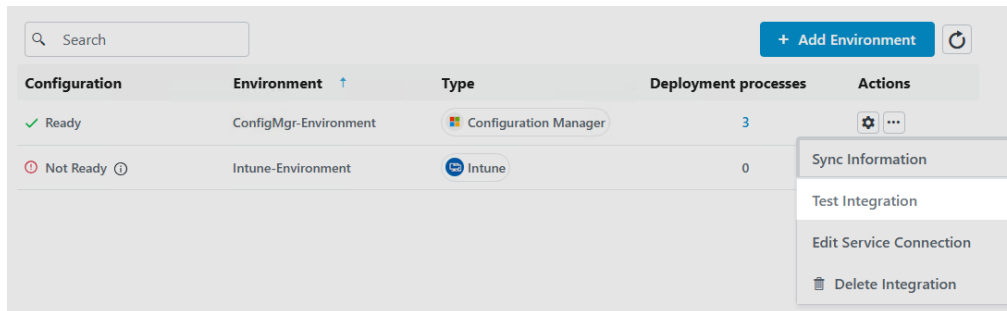 Search
+ Add Environment
Configuration Environment ↑ Type Deployment processes Actions
Ready ConfigMgr-Environment Configuration Manager 3
Not Ready Intune-Environment Intune 0
Sync Information
Test Integration
Edit Service Connection
Delete Integration